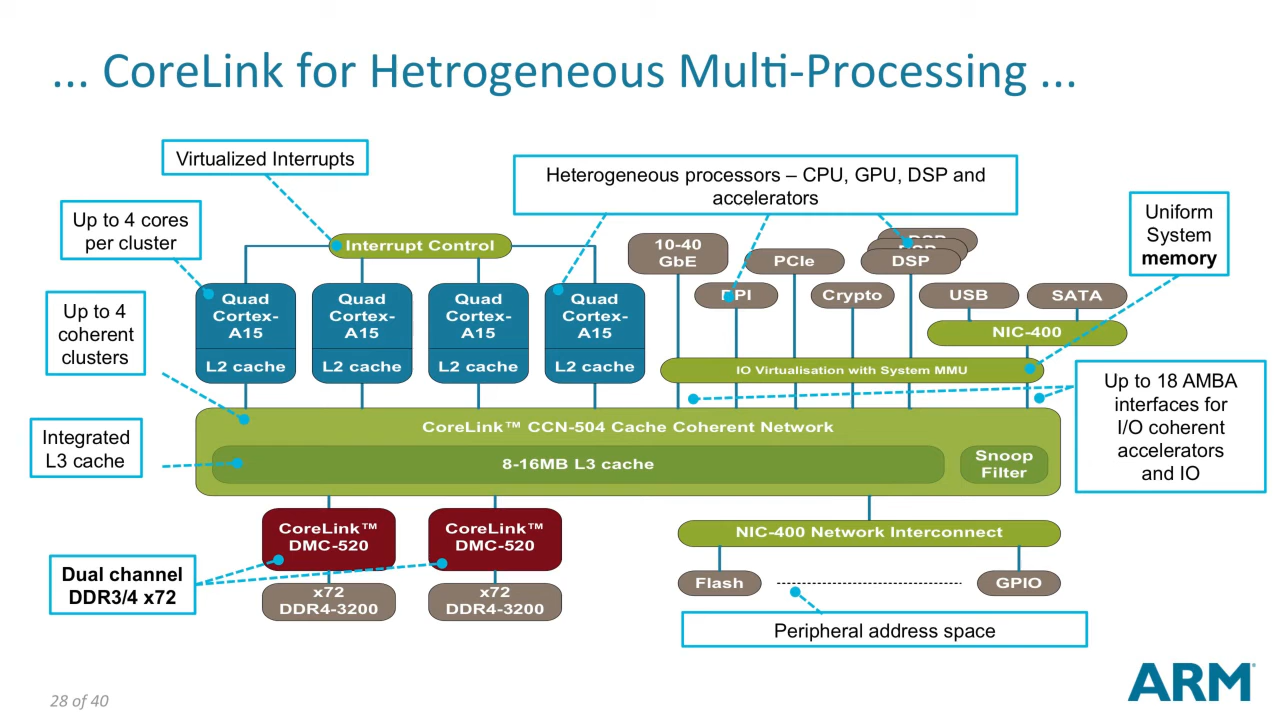 ... CoreLink for Hetrogeneous Multi-Processing ...
Virtualized Interrupts
Heterogeneous processors – CPU, GPU, DSP and
accelerators
Up to 4 cores
per cluster
Uniform
System
memory
Interrupt Control
10-40
GbE
PCIe
DSP
DSP
DSP
Quad
Cortex-
A15
L2 cache
Quad
Cortex-
A15
L2 cache
Quad
Cortex-
A15
L2 cache
Quad
Cortex-
A15
L2 cache
DPI
Crypto
USB
SATA
NIC-400
Up to 4
coherent
clusters
IO Virtualisation with System MMU
Up to 18 AMBA
interfaces for
I/O coherent
accelerators
and IO
CoreLink™ CCN-504 Cache Coherent Network
Integrated
L3 cache
8-16MB L3 cache
Snoop
Filter
CoreLink™
DMC-520
CoreLink™
DMC-520
NIC-400 Network Interconnect
Dual channel
DDR3/4 x72
x72
DDR4-3200
x72
DDR4-3200
Flash
GPIO
Peripheral address space
ARM®
28 of 40